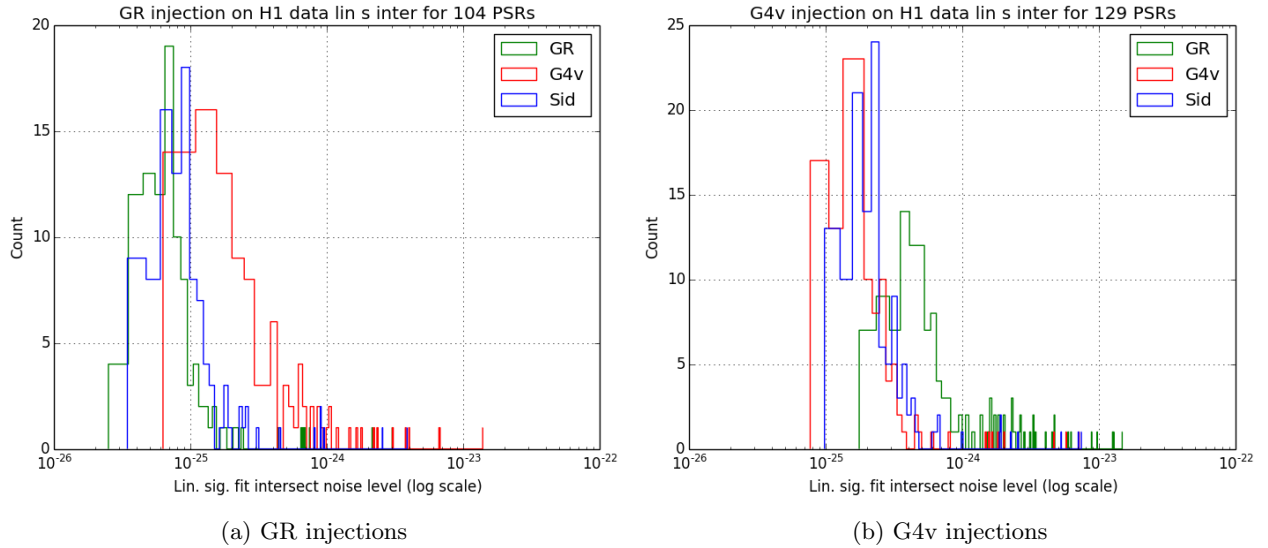 GR injection on H1 data lin s inter for 104 PSRs
20
15
10
5
0
Count
GR
G4v
Sid
10^-26
10^-25
10^-24
10^-23
10^-22
Lin. sig. fit intersect noise level (log scale)
(a) GR injections
G4v injection on H1 data lin s inter for 129 PSRs
25
20
15
10
5
0
Count
GR
G4v
Sid
10^-26
10^-25
10^-24
10^-23
10^-22
Lin. sig. fit intersect noise level (log scale)
(b) G4v injections